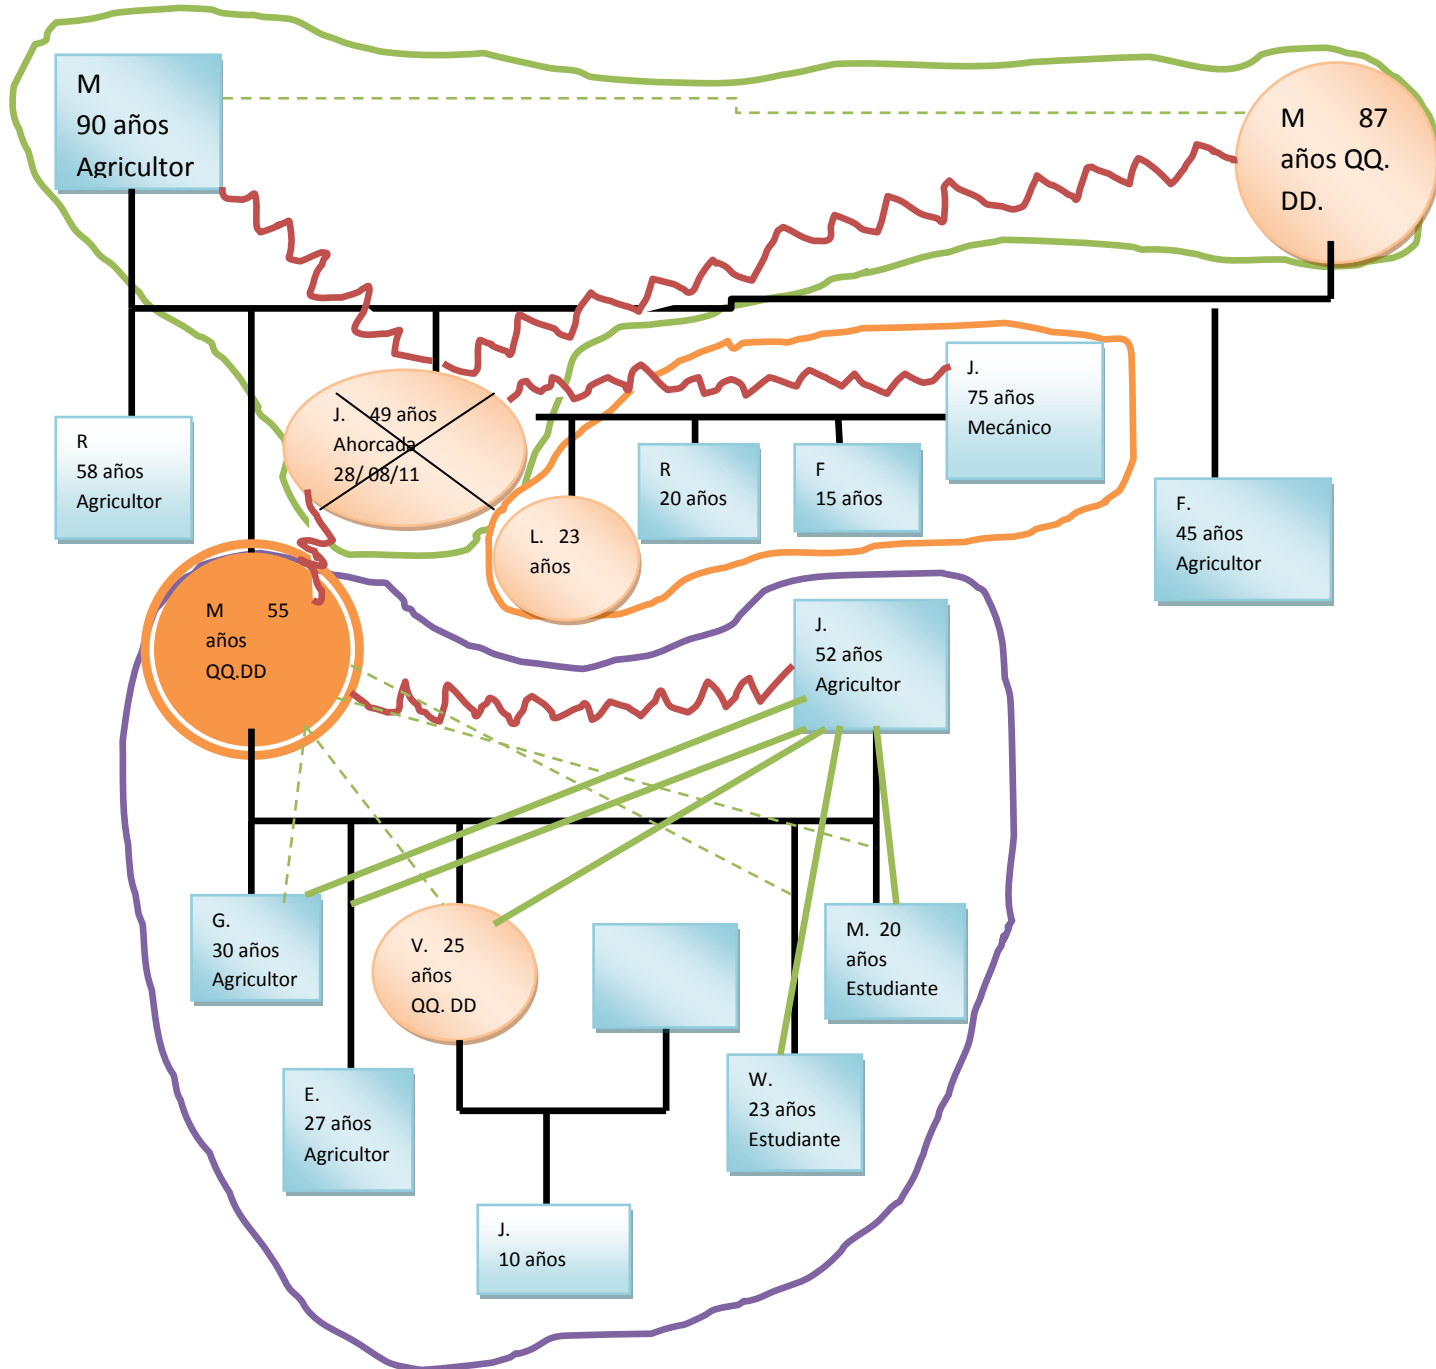 M
90 años
Agricultor
M 87
años QQ.
DD.
J. 49 años
Ahorcada
28/08/11
J.
75 años
Mecánico
R
58 años
Agricultor
R
20 años
F
15 años
F.
45 años
Agricultor
L. 23
años
M 55
años
QQ.DD
J.
52 años
Agricultor
G.
30 años
Agricultor
V. 25
años
QQ. DD
M. 20
años
Estudiante
E.
27 años
Agricultor
W.
23 años
Estudiante
J.
10 años